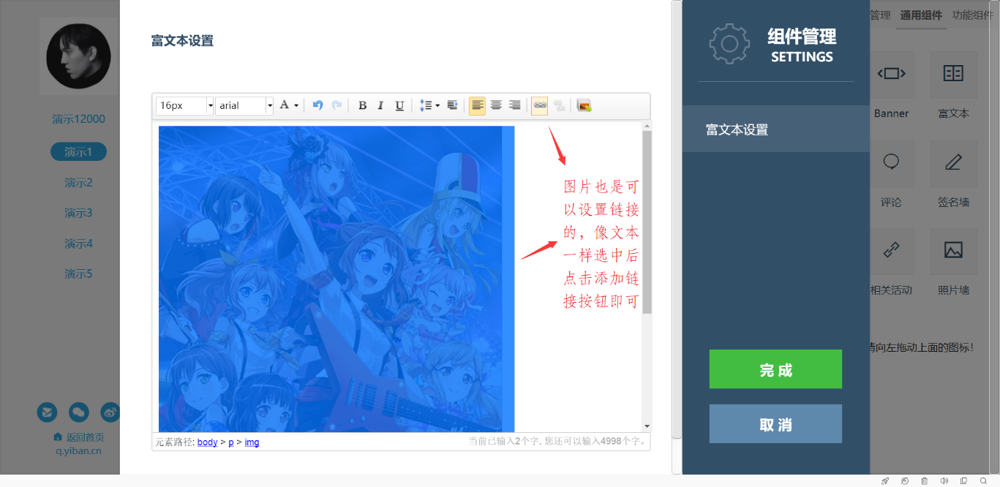 演示12000
演示1
演示2
演示3
演示4
演示5
返回首页
q.yiban.cn
富文本设置
16px
arial
A
B I U
图片也是可
以设置链接
的，像文本
一样选中后
点击添加链
接按钮即可
元素路径: body > p > img
当前已输入2个字, 您还可以输入4998个字。
组件管理
SETTINGS
富文本设置
完 成
取 消
管理 通用组件 功能组件
Banner 富文本
评论 签名墙
相关活动 照片墙
请向左拖动上面的图标!